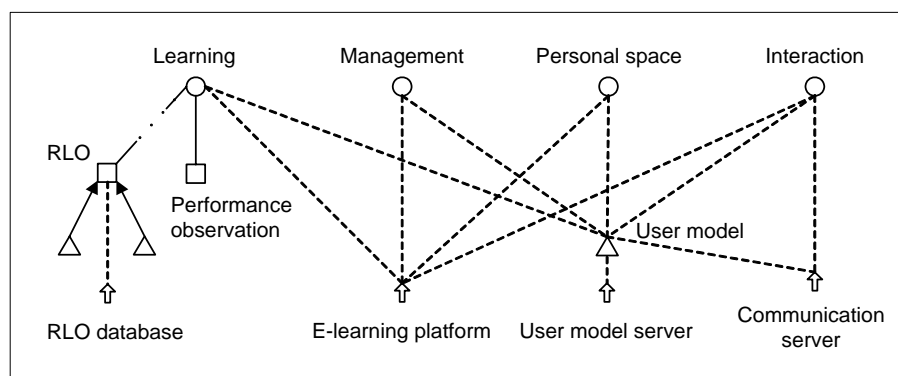 Learning
Management
Personal space
Interaction
RLO
Performance
observation
User model
RLO database
E-learning platform
User model server
Communication
server